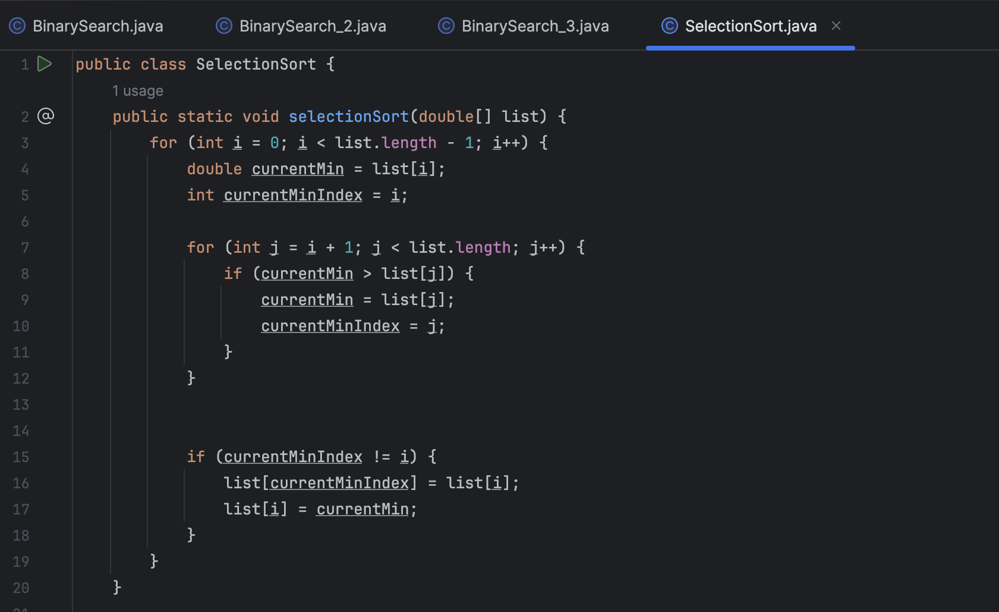 BinarySearch.java BinarySearch_2.java BinarySearch_3.java SelectionSort.java
1 public class SelectionSort {
1 usage
2 @ public static void selectionSort(double[] list) {
3 for (int i = 0; i < list.length - 1; i++) {
4 double currentMin = list[i];
5 int currentMinIndex = i;
6
7 for (int j = i + 1; j < list.length; j++) {
8 if (currentMin > list[j]) {
9 currentMin = list[j];
10 currentMinIndex = j;
11 }
12 }
13
14
15 if (currentMinIndex != i) {
16 list[currentMinIndex] = list[i];
17 list[i] = currentMin;
18 }
19 }
20 }